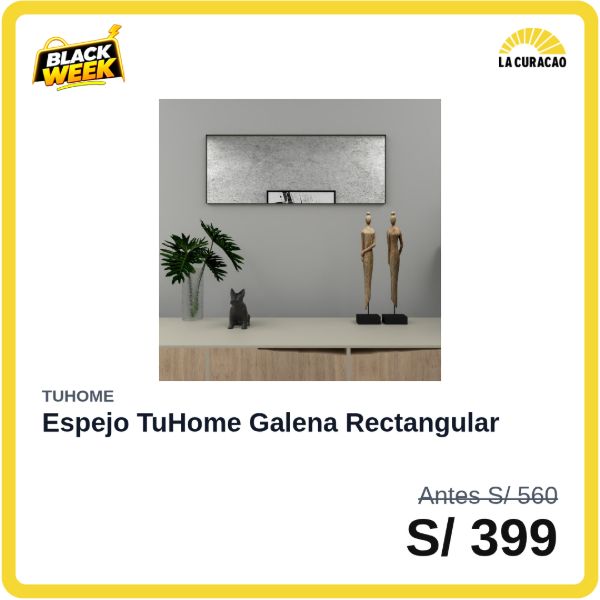 BLACK
WEEK
LA CURACAO
TUHOME
Espejo TuHome Galena Rectangular
Antes S/ 560
S/ 399